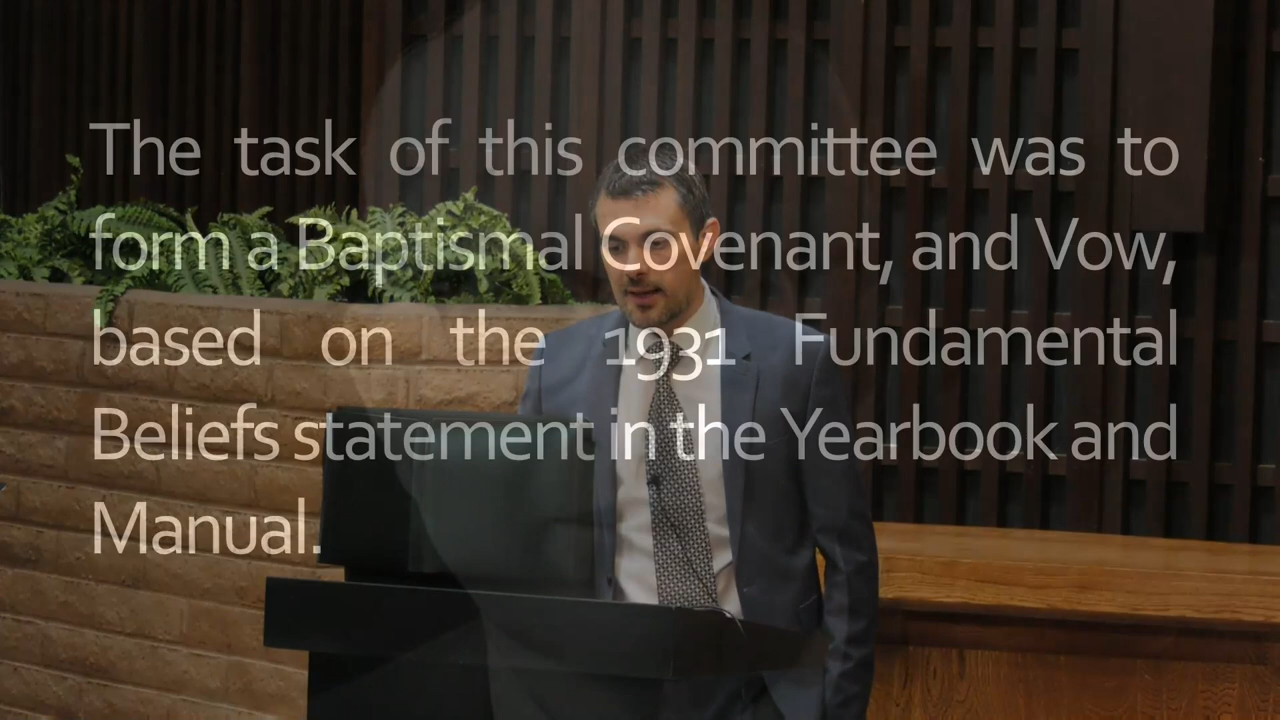 The task of this committee was to
form a Baptismal Covenant, and Vow,
based on the 1931 Fundamental
Beliefs statement in the Yearbook and
Manual.